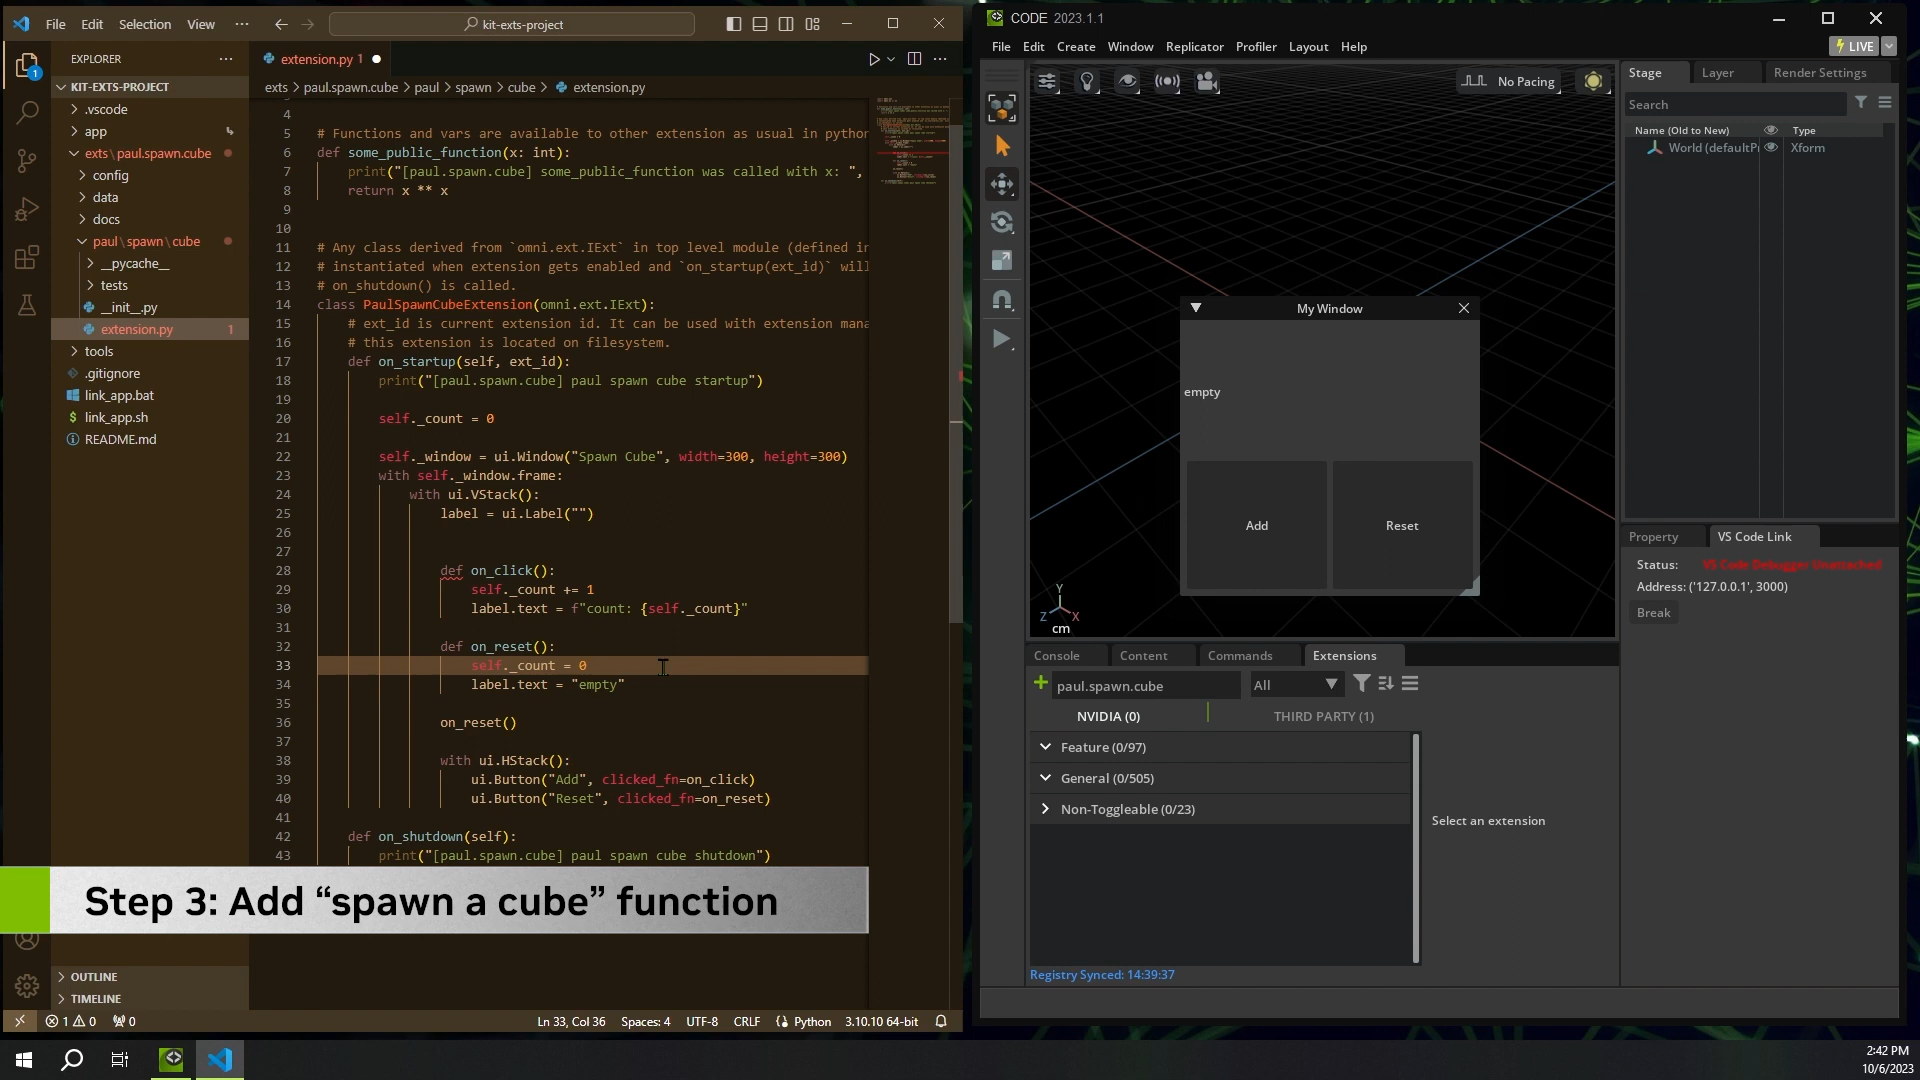 File Edit Selection View ··· kit-exts-project
EXPLORER ···
KIT-EXTS-PROJECT
.vscode
app
exts\paul.spawn.cube
config
data
docs
paul\spawn\cube
__pycache__
tests
__init__.py
extension.py 1
tools
.gitignore
link_app.bat
link_app.sh
README.md
OUTLINE
TIMELINE
1
extension.py 1
exts > paul.spawn.cube > paul > spawn > cube > extension.py
4
5 # Functions and vars are available to other extension as usual in python
6 def some_public_function(x: int):
7 print("[paul.spawn.cube] some_public_function was called with x: ",
8 return x ** x
9
10
11 # Any class derived from `omni.ext.IExt` in top level module (defined in
12 # instantiated when extension gets enabled and `on_startup(ext_id)` will
13 # on_shutdown() is called.
14 class PaulSpawnCubeExtension(omni.ext.IExt):
15 # ext_id is current extension id. It can be used with extension mana
16 # this extension is located on filesystem.
17 def on_startup(self, ext_id):
18 print("[paul.spawn.cube] paul spawn cube startup")
19
20 self._count = 0
21
22 self._window = ui.Window("Spawn Cube", width=300, height=300)
23 with self._window.frame:
24 with ui.VStack():
25 label = ui.Label("")
26
27
28 def on_click():
29 self._count += 1
30 label.text = f"count: {self._count}"
31
32 def on_reset():
33 self._count = 0
34 label.text = "empty"
35
36 on_reset()
37
38 with ui.HStack():
39 ui.Button("Add", clicked_fn=on_click)
40 ui.Button("Reset", clicked_fn=on_reset)
41
42 def on_shutdown(self):
43 print("[paul.spawn.cube] paul spawn cube shutdown")
Step 3: Add “spawn a cube” function
1 0 0 Ln 33, Col 36 Spaces: 4 UTF-8 CRLF Python 3.10.10 64-bit
CODE 2023.1.1
File Edit Create Window Replicator Profiler Layout Help LIVE
No Pacing
My Window
empty
Add Reset
Y
Z X
cm
Stage Layer Render Settings
Search
Name (Old to New) Type
World (defaultPr Xform
Property VS Code Link
Status: VS Code Debugger Unattached
Address: ('127.0.0.1', 3000)
Break
Console Content Commands Extensions
paul.spawn.cube All
NVIDIA (0) THIRD PARTY (1)
Feature (0/97)
General (0/505)
Non-Toggleable (0/23)
Select an extension
Registry Synced: 14:39:37
2:42 PM
10/6/2023